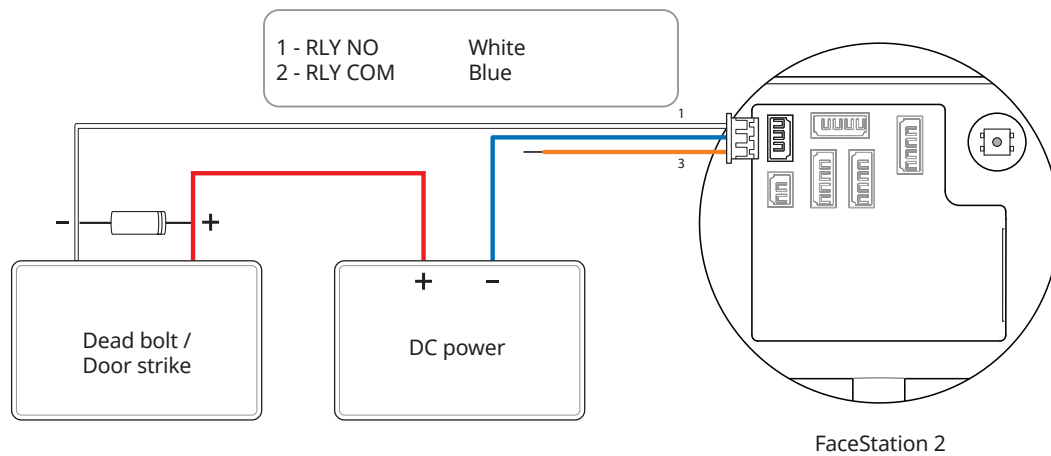 1 - RLY NO White
2 - RLY COM Blue
1
3
- +
+ -
Dead bolt /
Door strike
DC power
FaceStation 2